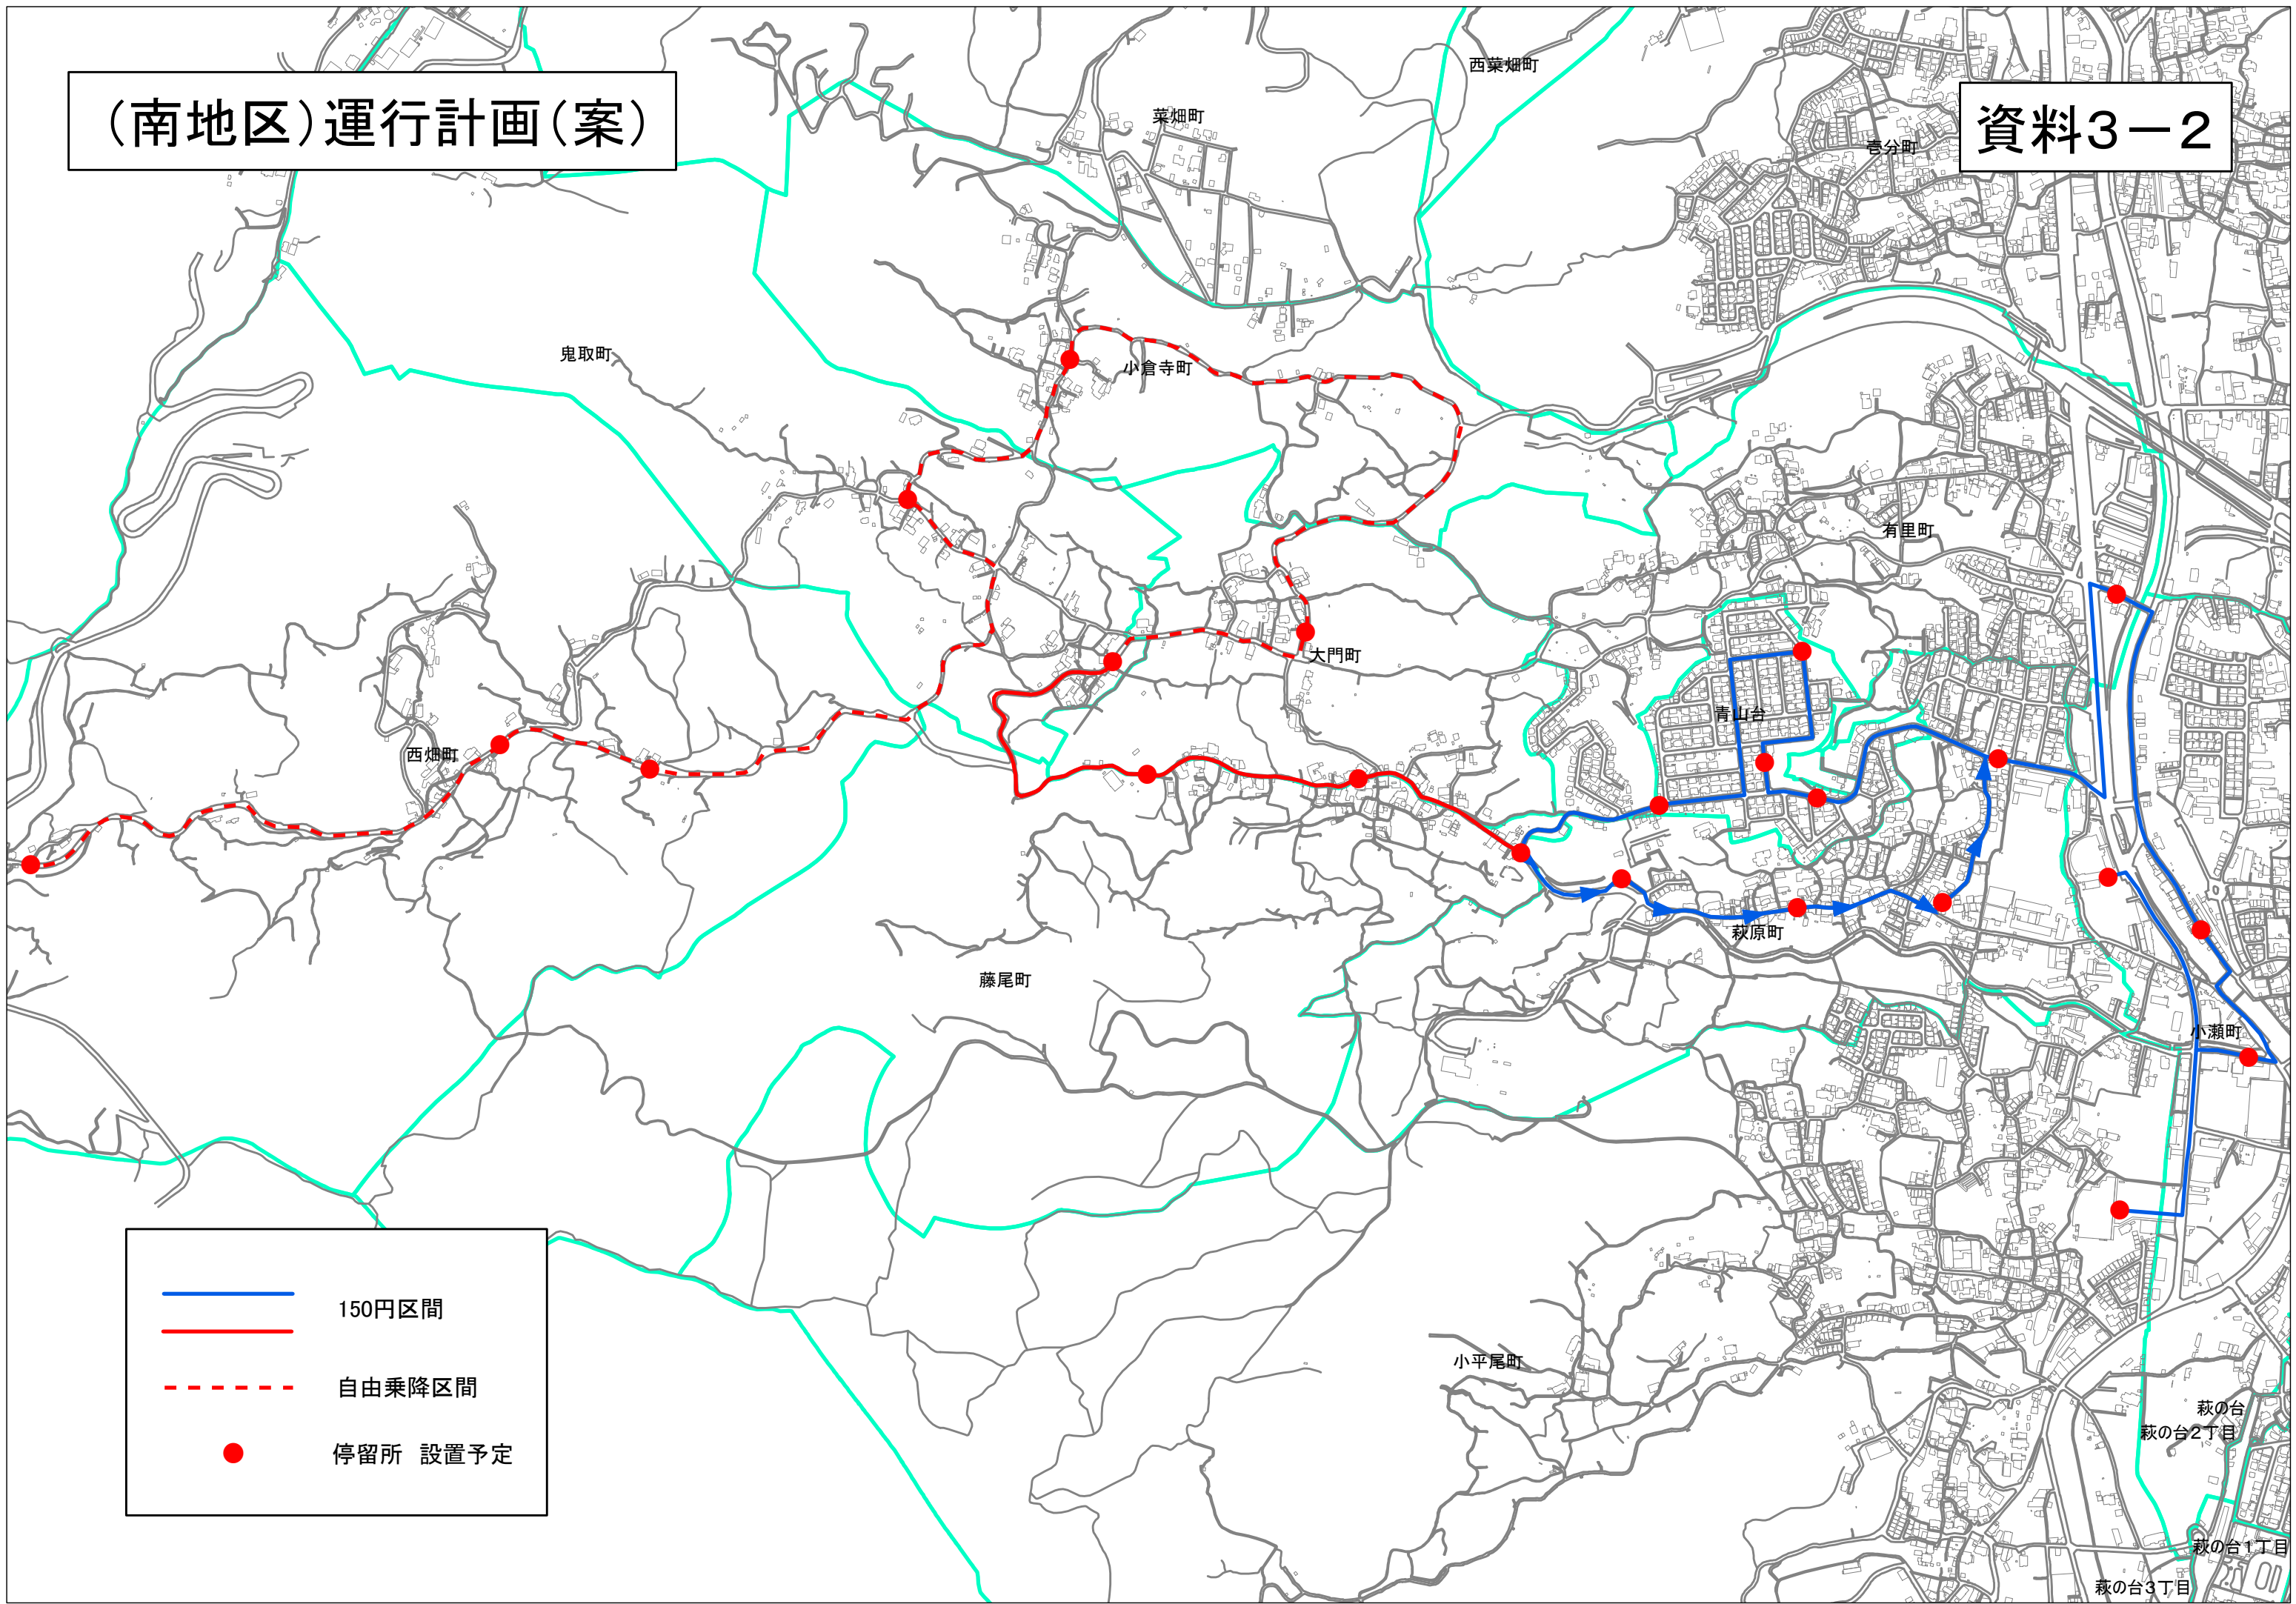 （南地区）運行計画（案）
資料３－２
西菜畑町
菜畑町
壱分町
鬼取町
小倉寺町
有里町
大門町
青山台
西畑町
萩原町
藤尾町
小瀬町
小平尾町
萩の台
萩の台２丁目
萩の台１丁目
萩の台３丁目
150円区間
自由乗降区間
停留所　設置予定